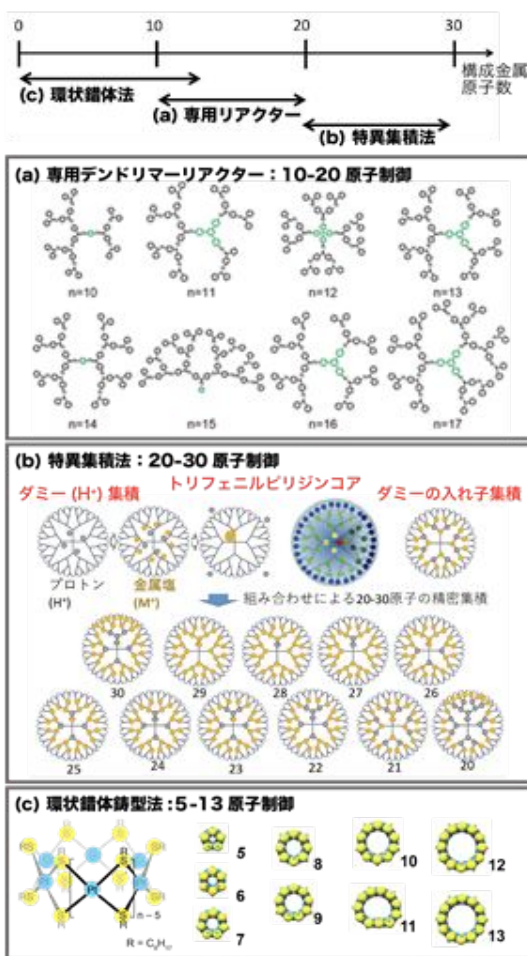 0 10 20 30
構成金属
原子数
(c) 環状錯体法
(a) 専用リアクター
(b) 特異集積法
(a) 専用デンドリマーリアクター：10-20 原子制御
n=10 n=11 n=12 n=13
n=14 n=15 n=16 n=17
(b) 特異集積法：20-30 原子制御
ダミー (H⁺) 集積 トリフェニルピリジンコア ダミーの入れ子集積
プロトン 金属塩
(H⁺) (M⁺)
組み合わせによる20-30原子の精密集積
30 29 28 27 26
25 24 23 22 21 20
(c) 環状錯体鋳型法：5-13 原子制御
5 8 10 12
6
9 11 13
7
Pt
n − 5